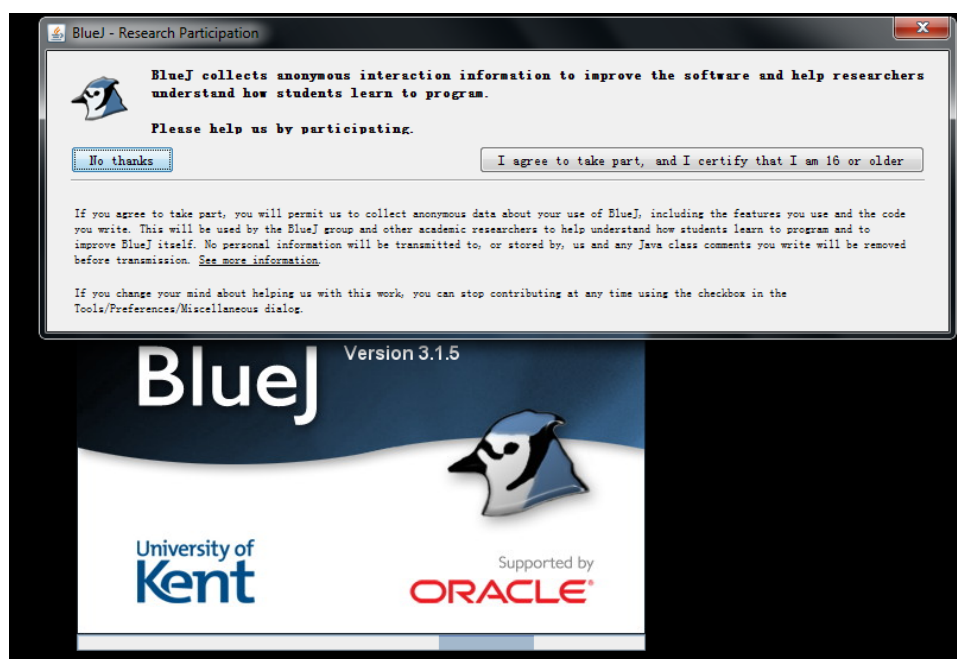 BlueJ - Research Participation
BlueJ collects anonymous interaction information to improve the software and help researchers
understand how students learn to program.
Please help us by participating.
No thanks
I agree to take part, and I certify that I am 16 or older
If you agree to take part, you will permit us to collect anonymous data about your use of BlueJ, including the features you use and the code
you write. This will be used by the BlueJ group and other academic researchers to help understand how students learn to program and to
improve BlueJ itself. No personal information will be transmitted to, or stored by, us and any Java class comments you write will be removed
before transmission. See more information.
If you change your mind about helping us with this work, you can stop contributing at any time using the checkbox in the
Tools/Preferences/Miscellaneous dialog.
BlueJ
Version 3.1.5
University of
Kent
Supported by
ORACLE